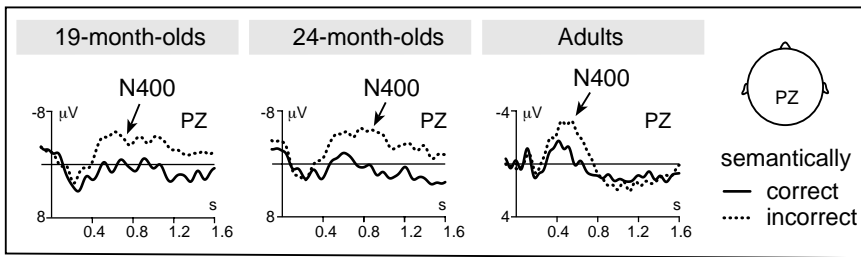 19-month-olds
24-month-olds
Adults
N400
N400
N400
-8
μV
PZ
8
s
0.4 0.8 1.2 1.6
-8
μV
PZ
8
s
0.4 0.8 1.2 1.6
-4
μV
PZ
4
s
0.4 0.8 1.2 1.6
PZ
semantically
correct
incorrect